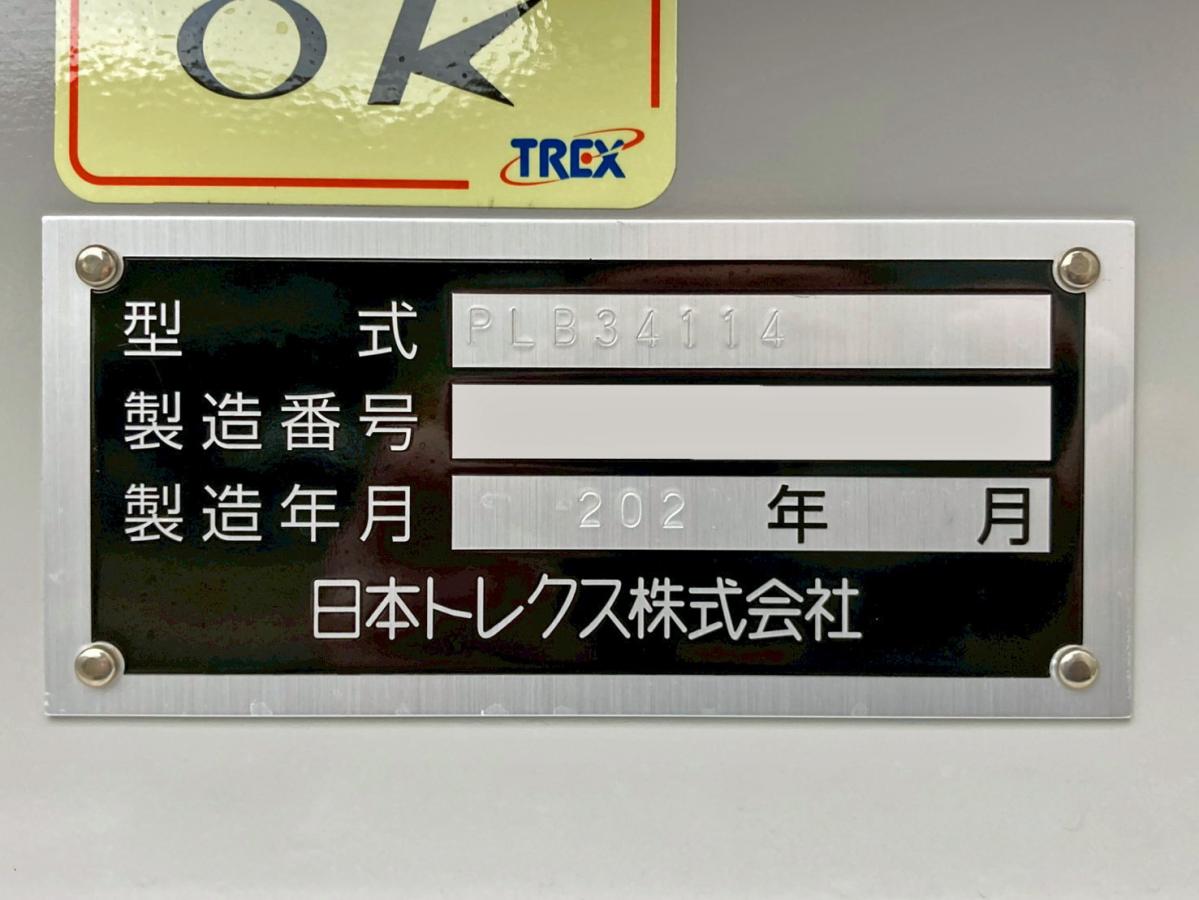 OK
TREX
型式 PLB34114
製造番号
製造年月 202 年 月
日本トレクス株式会社